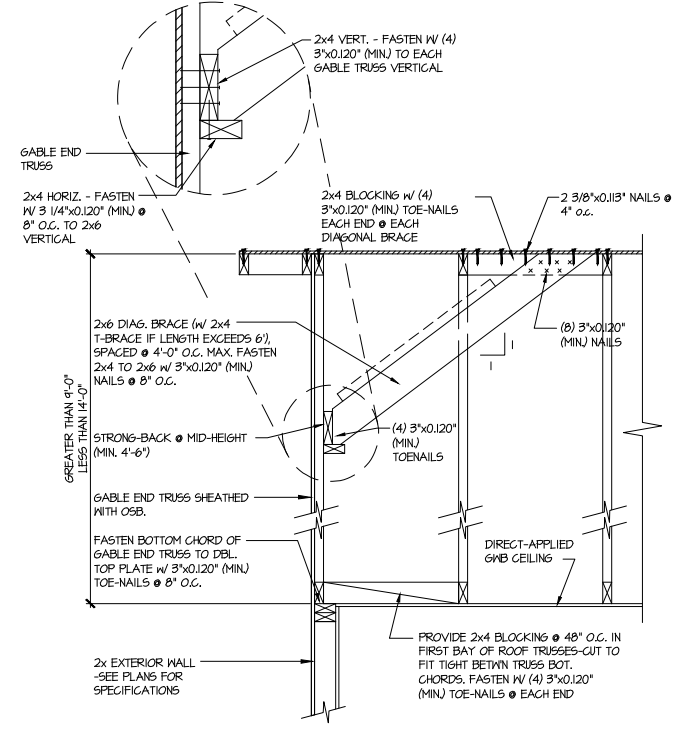 2x4 VERT. - FASTEN W/ (4)
3"x0.120" (MIN.) TO EACH
GABLE TRUSS VERTICAL
GABLE END
TRUSS
2x4 HORIZ. - FASTEN
W/ 3 1/4"x0.120" (MIN.) @
8" O.C. TO 2x6
VERTICAL
2x4 BLOCKING W/ (4)
3"x0.120" (MIN.) TOE-NAILS
EACH END @ EACH
DIAGONAL BRACE
2 3/8"x0.113" NAILS @
4" O.C.
2x6 DIAG. BRACE (W/ 2x4
T-BRACE IF LENGTH EXCEEDS 6'),
SPACED @ 4'-0" O.C. MAX. FASTEN
2x4 TO 2x6 W/ 3"x0.120" (MIN.)
NAILS @ 8" O.C.
(8) 3"x0.120"
(MIN.) NAILS
1
1
GREATER THAN 9'-0"
LESS THAN 14'-0"
STRONG-BACK @ MID-HEIGHT
(MIN. 4'-6")
(4) 3"x0.120"
(MIN.)
TOENAILS
GABLE END TRUSS SHEATHED
WITH OSB.
FASTEN BOTTOM CHORD OF
GABLE END TRUSS TO DBL.
TOP PLATE W/ 3"x0.120" (MIN.)
TOE-NAILS @ 8" O.C.
DIRECT-APPLIED
GWB CEILING
2x EXTERIOR WALL
-SEE PLANS FOR
SPECIFICATIONS
PROVIDE 2x4 BLOCKING @ 48" O.C. IN
FIRST BAY OF ROOF TRUSSES-CUT TO
FIT TIGHT BETW'N TRUSS BOT.
CHORDS. FASTEN W/ (4) 3"x0.120"
(MIN.) TOE-NAILS @ EACH END